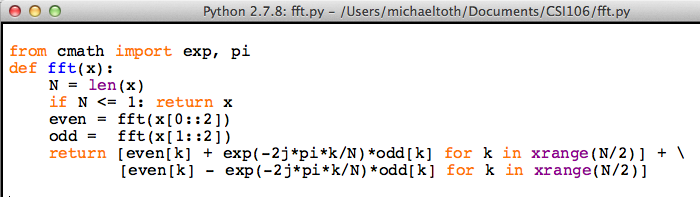 Python 2.7.8: fft.py - /Users/michaeltoth/Documents/CSI106/fft.py
from cmath import exp, pi
def fft(x):
    N = len(x)
    if N <= 1: return x
    even = fft(x[0::2])
    odd =  fft(x[1::2])
    return [even[k] + exp(-2j*pi*k/N)*odd[k] for k in xrange(N/2)] + \
           [even[k] - exp(-2j*pi*k/N)*odd[k] for k in xrange(N/2)]